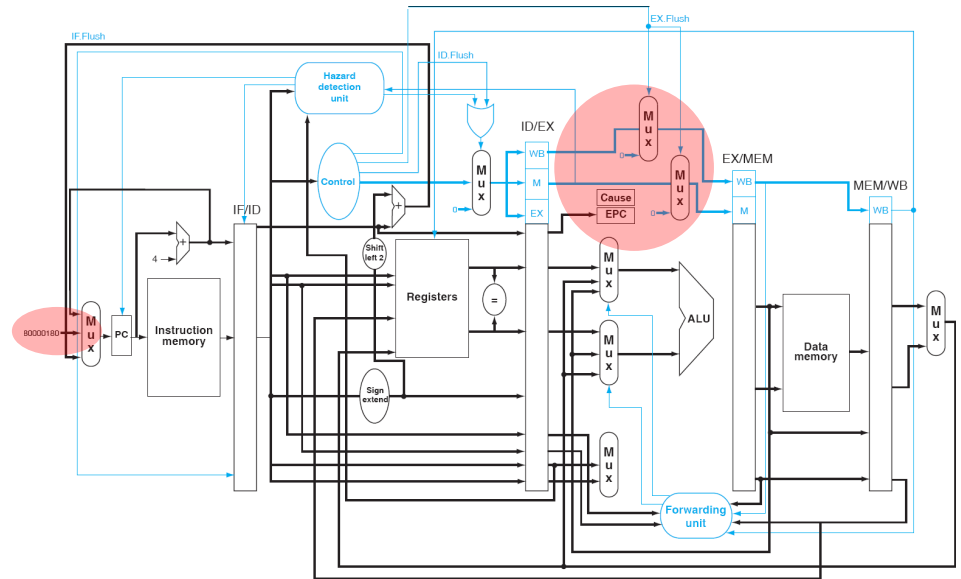 EX.Flush
IF.Flush
ID.Flush
Hazard
detection
unit
M
u
x
ID/EX
WB
0
EX/MEM
Control
M
u
x
M
M
u
x
WB
MEM/WB
Cause
WB
IF/ID
+
0
EX
EPC
0
M
Shift
left 2
+
4
M
u
x
Registers
=
80000180
M
u
x
PC
Instruction
memory
ALU
M
u
x
Data
memory
M
u
x
Sign
extend
M
u
x
Forwarding
unit